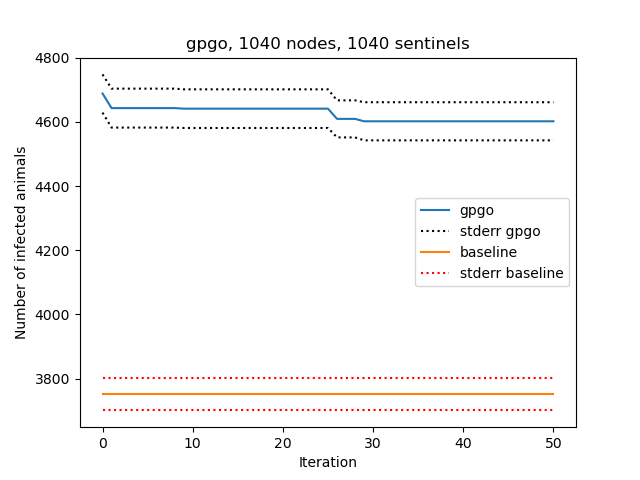 gpgo, 1040 nodes, 1040 sentinels
4800
4600
4400
4200
4000
3800
Number of infected animals
gpgo
stderr gpgo
baseline
stderr baseline
0
10
20
30
40
50
Iteration